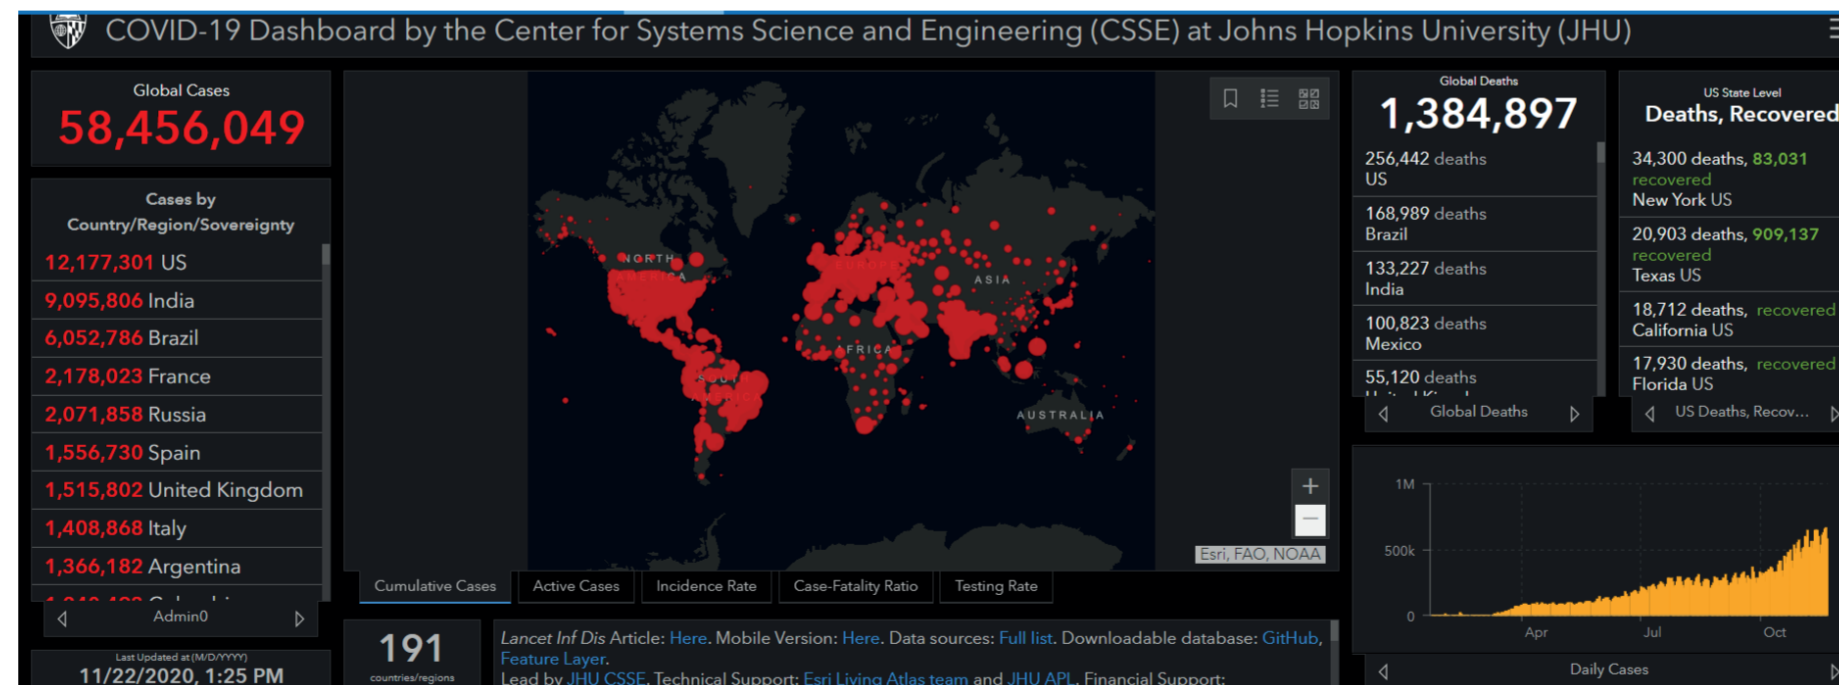 COVID-19 Dashboard by the Center for Systems Science and Engineering (CSSE) at Johns Hopkins University (JHU)
Global Cases
58,456,049
Cases by
Country/Region/Sovereignty
12,177,301 US
9,095,806 India
6,052,786 Brazil
2,178,023 France
2,071,858 Russia
1,556,730 Spain
1,515,802 United Kingdom
1,408,868 Italy
1,366,182 Argentina
Admin0
Last Updated at (M/D/YYYY)
11/22/2020, 1:25 PM
NORTH
AMERICA
SOUTH
AMERICA
EUROPE
AFRICA
ASIA
AUSTRALIA
+
−
Esri, FAO, NOAA
Cumulative Cases
Active Cases
Incidence Rate
Case-Fatality Ratio
Testing Rate
191
countries/regions
Lancet Inf Dis Article: Here. Mobile Version: Here. Data sources: Full list. Downloadable database: GitHub,
Feature Layer.
Lead by JHU CSSE. Technical Support: Esri Living Atlas team and JHU APL. Financial Support:
Global Deaths
1,384,897
256,442 deaths
US
168,989 deaths
Brazil
133,227 deaths
India
100,823 deaths
Mexico
55,120 deaths
Global Deaths
US State Level
Deaths, Recovered
34,300 deaths, 83,031
recovered
New York US
20,903 deaths, 909,137
recovered
Texas US
18,712 deaths, recovered
California US
17,930 deaths, recovered
Florida US
US Deaths, Recov...
1M
500k
0
Apr
Jul
Oct
Daily Cases